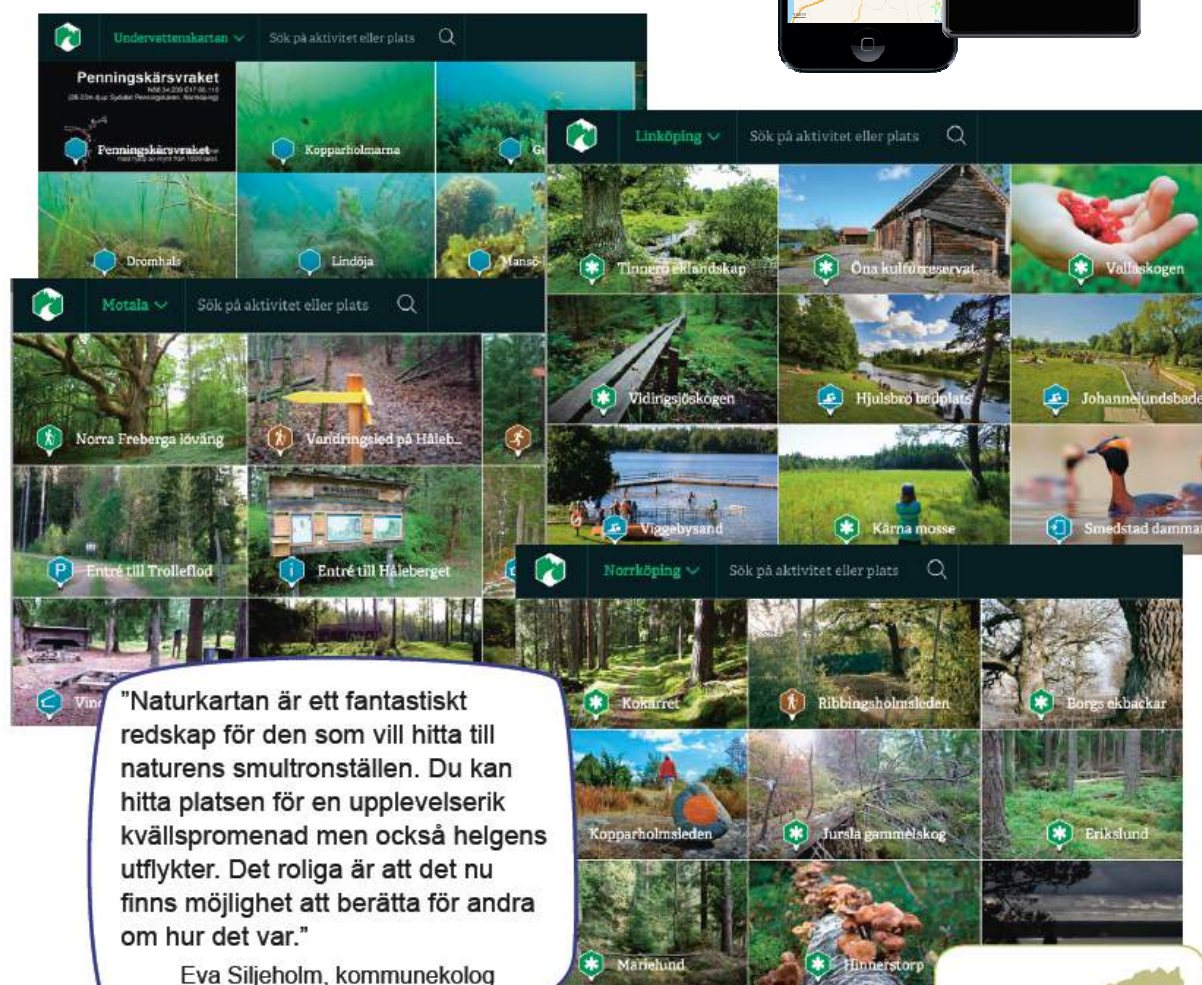 Undervattenskartan
Sök på aktivitet eller plats
Penningskärsvraket
Penningskärsvraket
Kopparholmarna
Dromhals
Lindöja
Linköping
Sök på aktivitet eller plats
Tinnerö eklandskap
Öna kulturreservat
Vallaskogen
Vidingsjöskogen
Hjulsbro badplats
Johannelundsbade
Viggebysand
Kärna mosse
Smedstad damma
Motala
Sök på aktivitet eller plats
Norra Freberga löväng
Vandringsled på Håleb...
Entré till Trolleflod
Entré till Håleberget
Norrköping
Sök på aktivitet eller plats
Kokärret
Ribbingsholmsleden
Borgs ekbackar
Kopparholmsleden
Jursla gammelskog
Erikslund
Marielund
Hinnerstorp
"Naturkartan är ett fantastiskt
redskap för den som vill hitta till
naturens smultronställen. Du kan
hitta platsen för en upplevelserik
kvällspromenad men också helgens
utflykter. Det roliga är att det nu
finns möjlighet att berätta för andra
om hur det var."
Eva Siljeholm, kommunekolog